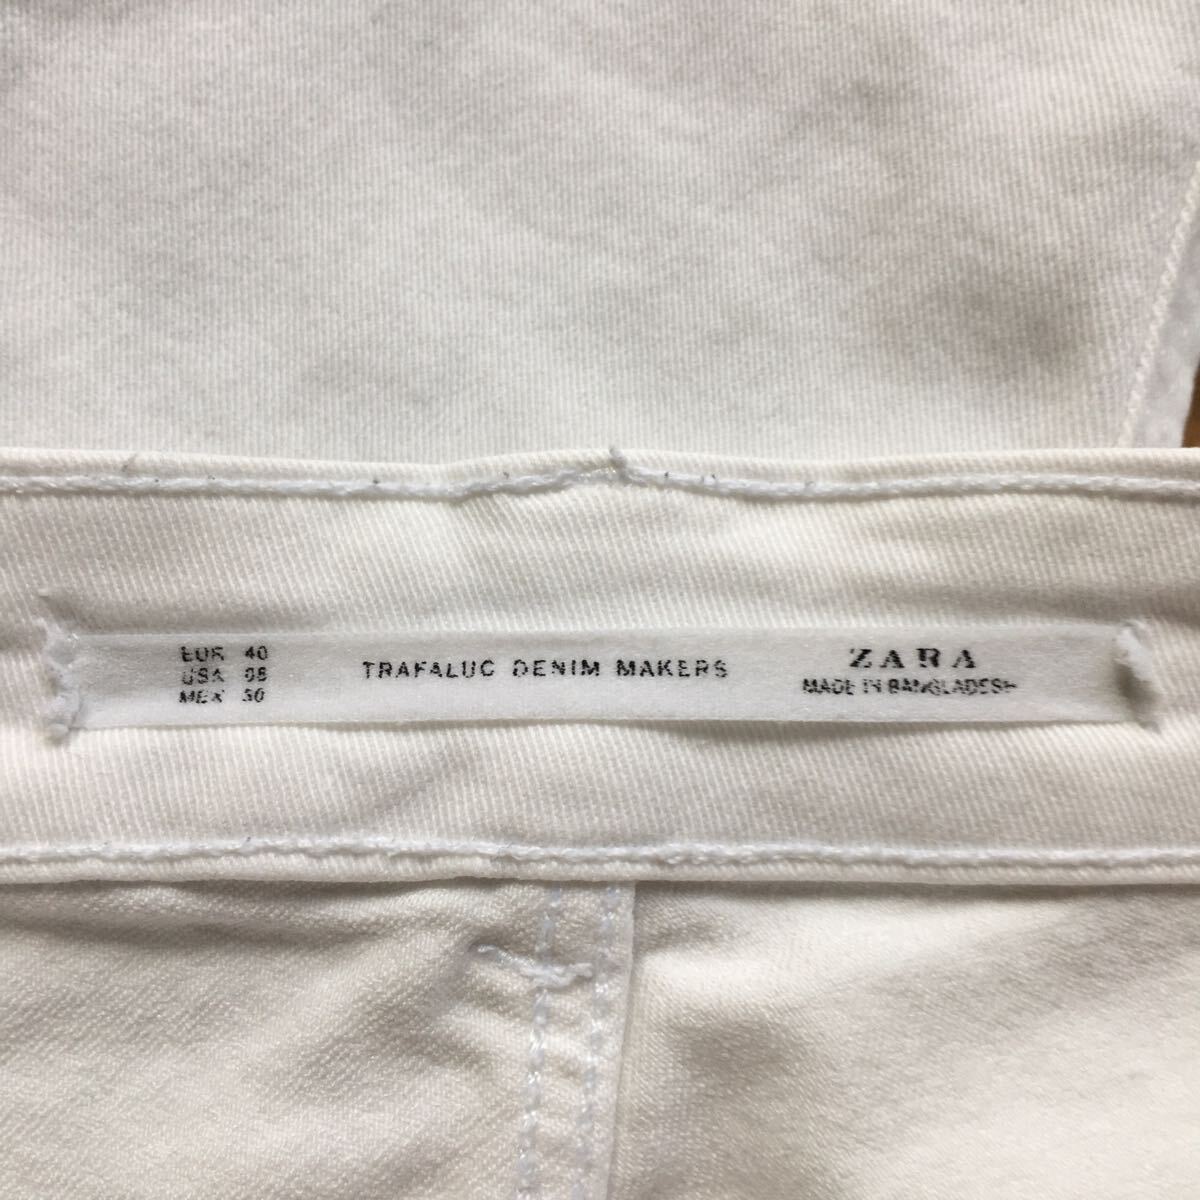 EUR 40
USA 08
MEX 30
TRAFALUC DENIM MAKERS
ZARA
MADE IN BANGLADESH